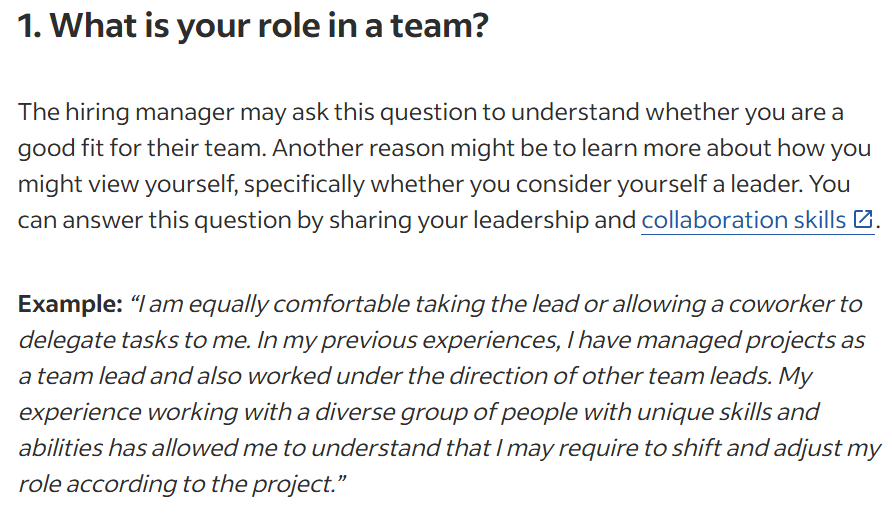 1. What is your role in a team?
The hiring manager may ask this question to understand whether you are a
good fit for their team. Another reason might be to learn more about how you
might view yourself, specifically whether you consider yourself a leader. You
can answer this question by sharing your leadership and collaboration skills.
Example: “I am equally comfortable taking the lead or allowing a coworker to
delegate tasks to me. In my previous experiences, I have managed projects as
a team lead and also worked under the direction of other team leads. My
experience working with a diverse group of people with unique skills and
abilities has allowed me to understand that I may require to shift and adjust my
role according to the project.”